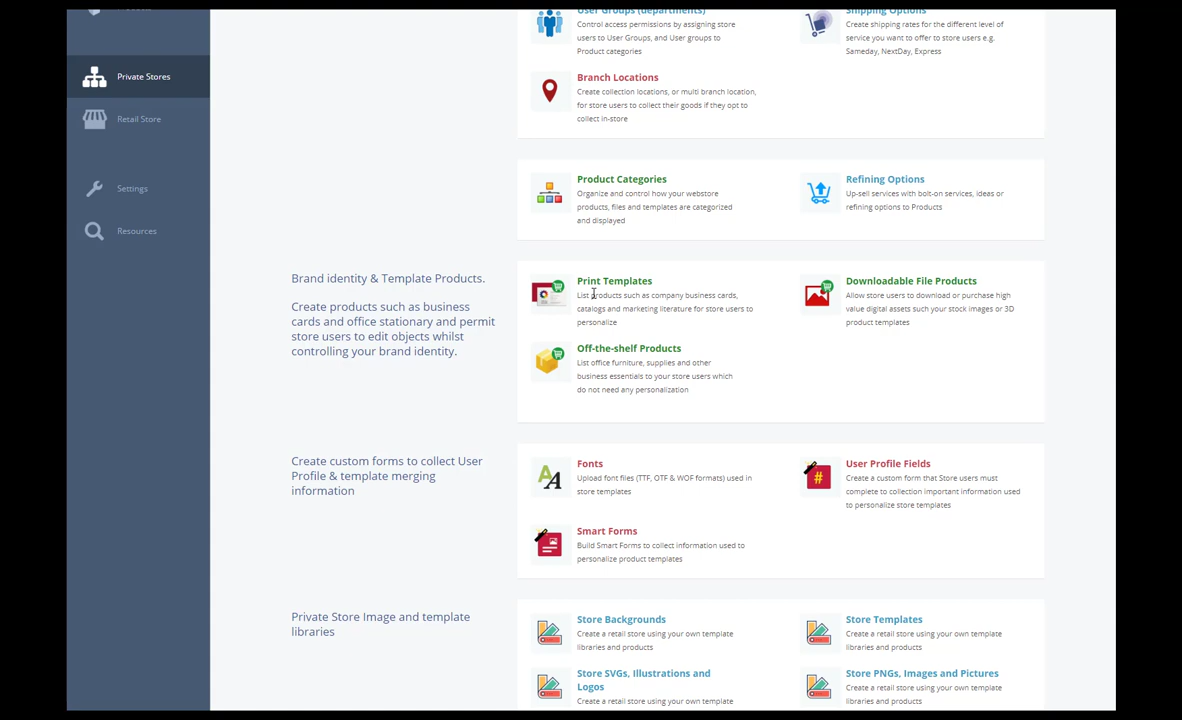 Private Stores
Retail Store
Settings
Resources
User Groups (departments)
Control access permissions by assigning store
users to User Groups, and User groups to
Product categories
Shipping Options
Create shipping rates for the different level of
service you want to offer to store users e.g.
Sameday, NextDay, Express
Branch Locations
Create collection locations, or multi branch location,
for store users to collect their goods if they opt to
collect in-store
Product Categories
Organize and control how your webstore
products, files and templates are categorized
and displayed
Refining Options
Up-sell services with bolt-on services, ideas or
refining options to Products
Brand identity & Template Products.
Create products such as business
cards and office stationary and permit
store users to edit objects whilst
controlling your brand identity.
Print Templates
List products such as company business cards,
catalogs and marketing literature for store users to
personalize
Downloadable File Products
Allow store users to download or purchase high
value digital assets such your stock images or 3D
product templates
Off-the-shelf Products
List office furniture, supplies and other
business essentials to your store users which
do not need any personalization
Create custom forms to collect User
Profile & template merging
information
Fonts
Upload font files (TTF, OTF & WOF formats) used in
store templates
User Profile Fields
Create a custom form that Store users must
complete to collection important information used
to personalize store templates
Smart Forms
Build Smart Forms to collect information used to
personalize product templates
Private Store Image and template
libraries
Store Backgrounds
Create a retail store using your own template
libraries and products
Store Templates
Create a retail store using your own template
libraries and products
Store SVGs, Illustrations and
Logos
Create a retail store using your own template
Store PNGs, Images and Pictures
Create a retail store using your own template
libraries and products